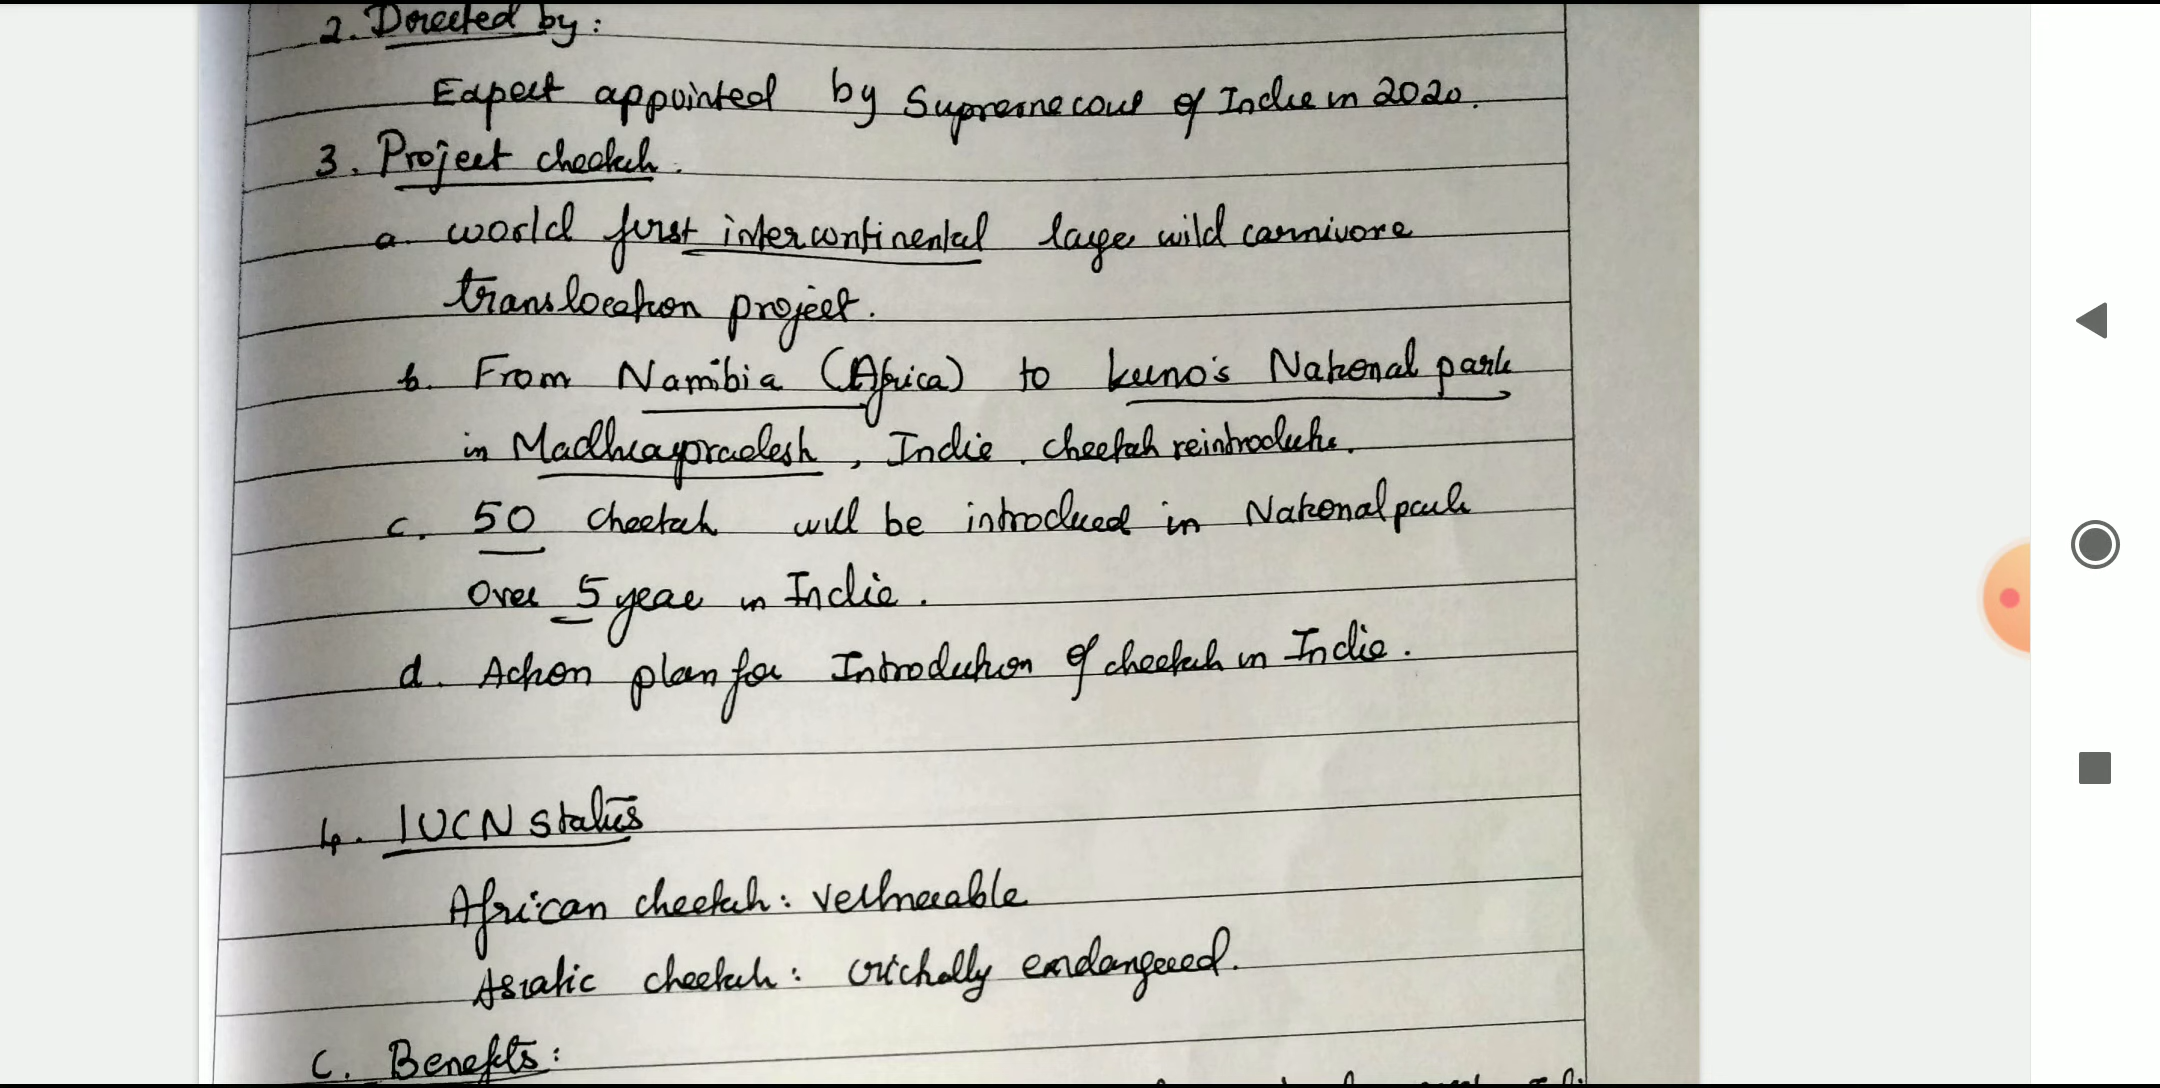 2. Directed by:
Expert appointed by Supreme court of India in 2020.
3. Project cheetah.
a. world first intercontinental large wild carnivore
translocation project.
b. From Namibia (Africa) to kuno's National park
in Madhyapradesh, India. cheetah reintroduction.
c. 50 cheetah will be introduced in National park
over 5 year in India.
d. Action plan for Introduction of cheetah in India.
4. IUCN status
African cheetah: vulnerable
Asiatic cheetah: critically endangered.
C. Benefits: